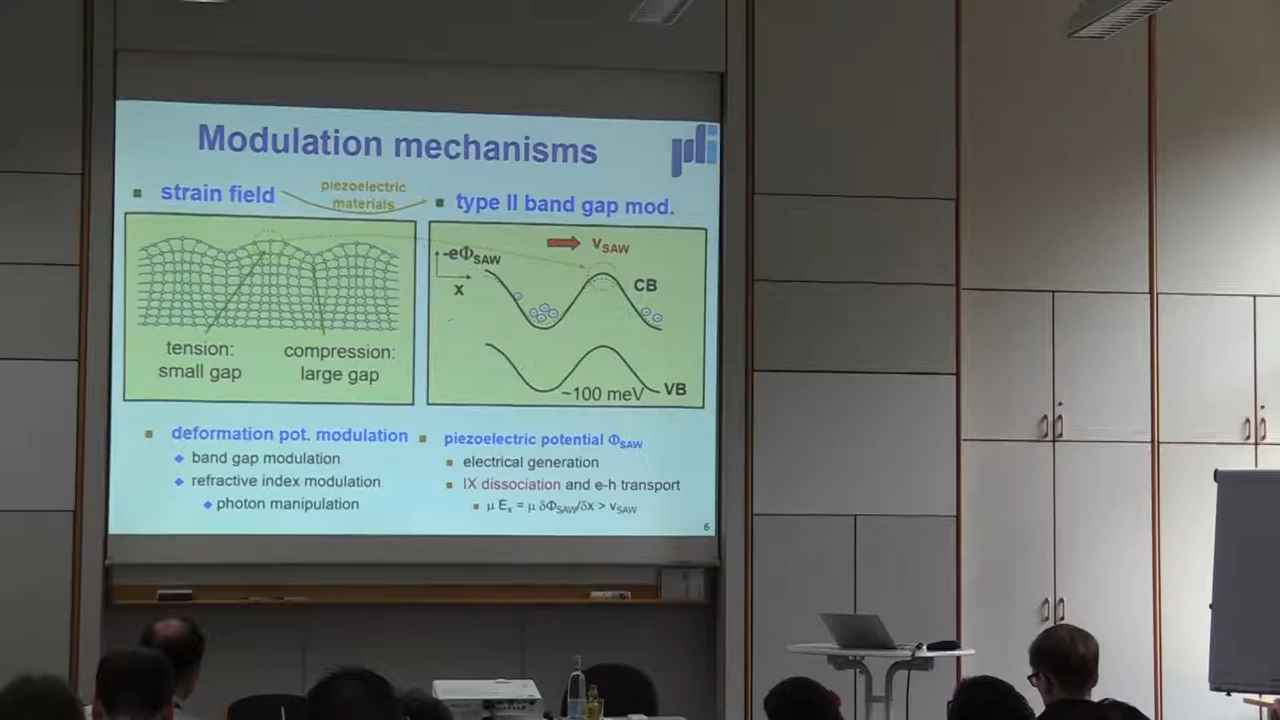 Modulation mechanisms
pdi
■ strain field
piezoelectric
materials
■ type II band gap mod.
tension:
small gap
compression:
large gap
-eΦSAW
x
vSAW
CB
~100 meV
VB
■ deformation pot. modulation
◆ band gap modulation
◆ refractive index modulation
◆ photon manipulation
■ piezoelectric potential ΦSAW
■ electrical generation
■ IX dissociation and e-h transport
■ μ Ex = μ δΦSAW/δx > vSAW
6